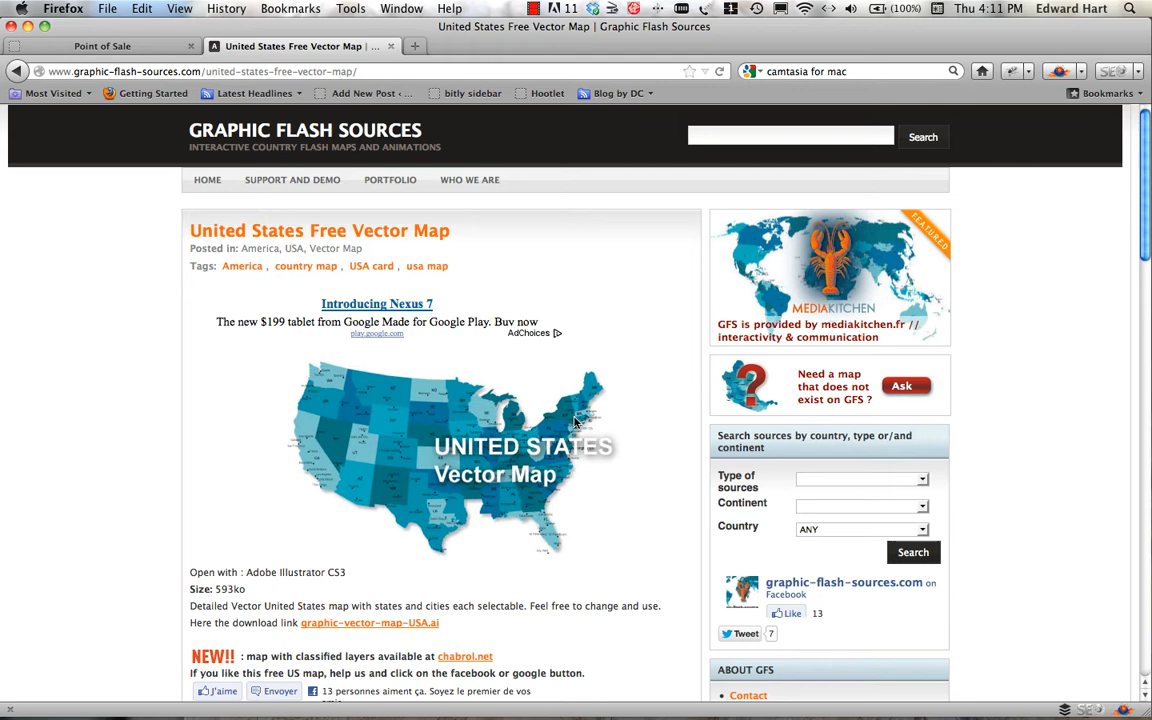 Firefox File Edit View History Bookmarks Tools Window Help 11 1 (100%) Thu 4:11 PM Edward Hart
United States Free Vector Map | Graphic Flash Sources
Point of Sale × A United States Free Vector Map | ... × +
www.graphic-flash-sources.com/united-states-free-vector-map/ camtasia for mac
Most Visited Getting Started Latest Headlines Add New Post ‹ ... bitly sidebar Hootlet Blog by DC Bookmarks
GRAPHIC FLASH SOURCES
INTERACTIVE COUNTRY FLASH MAPS AND ANIMATIONS
Search
HOME SUPPORT AND DEMO PORTFOLIO WHO WE ARE
United States Free Vector Map
Posted in: America, USA, Vector Map
Tags: America , country map , USA card , usa map
Introducing Nexus 7
The new $199 tablet from Google Made for Google Play. Buy now
play.google.com
AdChoices
UNITED STATES
Vector Map
Open with : Adobe Illustrator CS3
Size: 593ko
Detailed Vector United States map with states and cities each selectable. Feel free to change and use.
Here the download link graphic-vector-map-USA.ai
NEW!! : map with classified layers available at chabrol.net
If you like this free US map, help us and click on the facebook or google button.
J'aime Envoyer 13 personnes aiment ça. Soyez le premier de vos
FEATURED
MEDIAKITCHEN
GFS is provided by mediakitchen.fr //
interactivity & communication
Need a map
that does not
exist on GFS ?
Ask
Search sources by country, type or/and
continent
Type of
sources
Continent
Country ANY
Search
graphic-flash-sources.com on
Facebook
Like 13
Tweet 7
ABOUT GFS
Contact